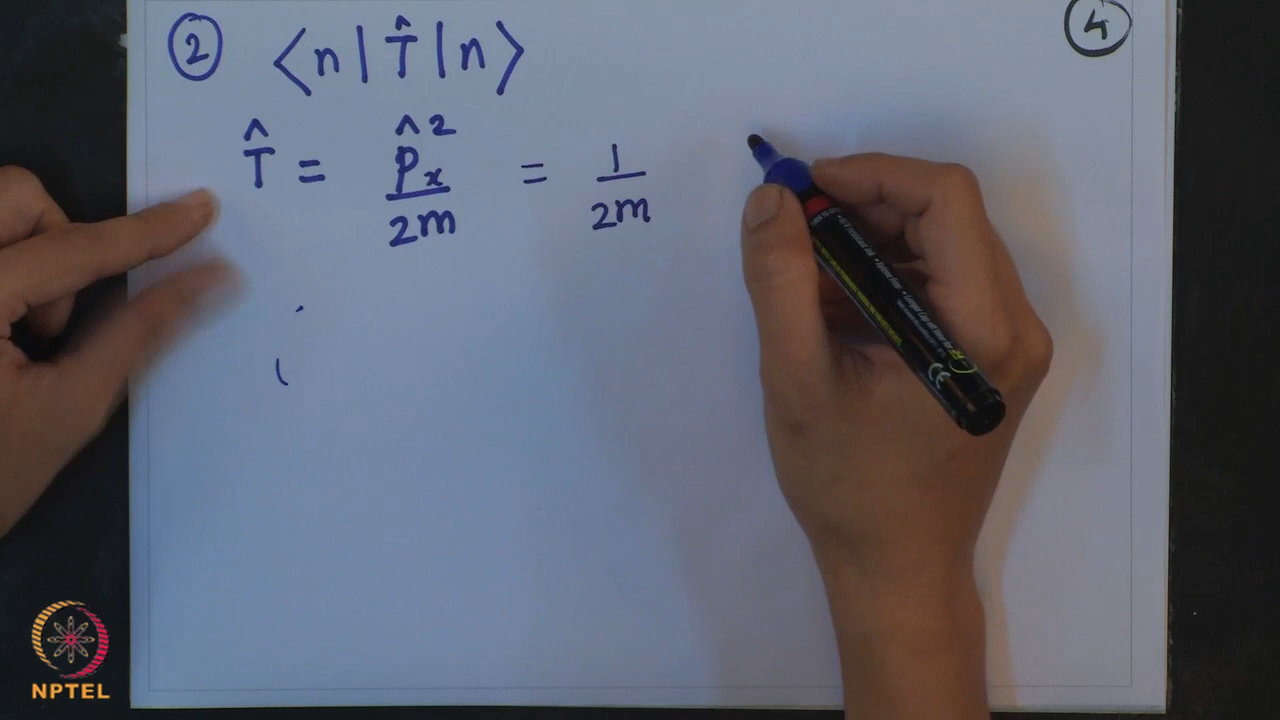 ② ⟨n|T̂|n⟩ ④
T̂ = p̂ₓ²/2m = 1/2m
NPTEL